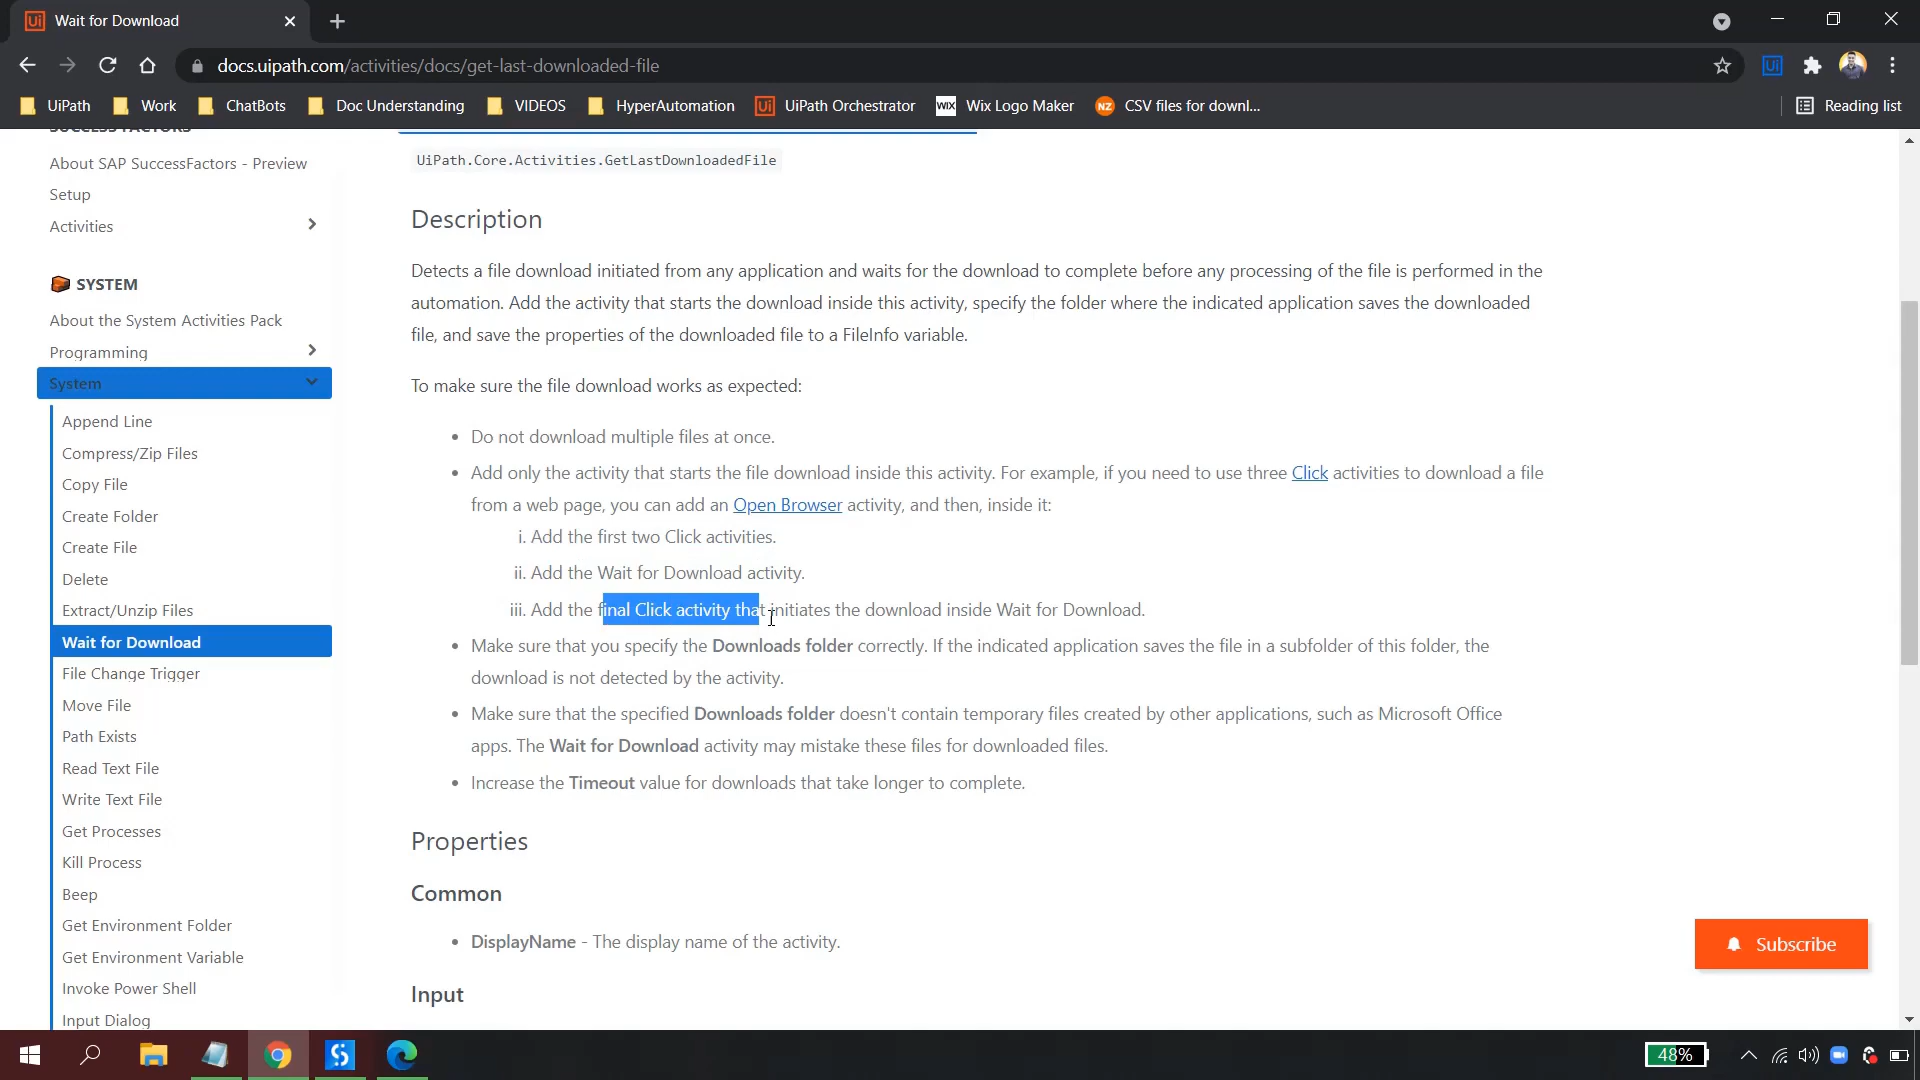 Wait for Download
docs.uipath.com/activities/docs/get-last-downloaded-file
UiPath
Work
ChatBots
Doc Understanding
VIDEOS
HyperAutomation
UiPath Orchestrator
Wix Logo Maker
CSV files for downl...
Reading list
SUCCESS FACTORS
About SAP SuccessFactors - Preview
Setup
Activities
SYSTEM
About the System Activities Pack
Programming
System
Append Line
Compress/Zip Files
Copy File
Create Folder
Create File
Delete
Extract/Unzip Files
Wait for Download
File Change Trigger
Move File
Path Exists
Read Text File
Write Text File
Get Processes
Kill Process
Beep
Get Environment Folder
Get Environment Variable
Invoke Power Shell
Input Dialog
UiPath.Core.Activities.GetLastDownloadedFile
Description
Detects a file download initiated from any application and waits for the download to complete before any processing of the file is performed in the
automation. Add the activity that starts the download inside this activity, specify the folder where the indicated application saves the downloaded
file, and save the properties of the downloaded file to a FileInfo variable.
To make sure the file download works as expected:
• Do not download multiple files at once.
• Add only the activity that starts the file download inside this activity. For example, if you need to use three Click activities to download a file
from a web page, you can add an Open Browser activity, and then, inside it:
i. Add the first two Click activities.
ii. Add the Wait for Download activity.
iii. Add the final Click activity that initiates the download inside Wait for Download.
• Make sure that you specify the Downloads folder correctly. If the indicated application saves the file in a subfolder of this folder, the
download is not detected by the activity.
• Make sure that the specified Downloads folder doesn't contain temporary files created by other applications, such as Microsoft Office
apps. The Wait for Download activity may mistake these files for downloaded files.
• Increase the Timeout value for downloads that take longer to complete.
Properties
Common
• DisplayName - The display name of the activity.
Input
Subscribe
48%